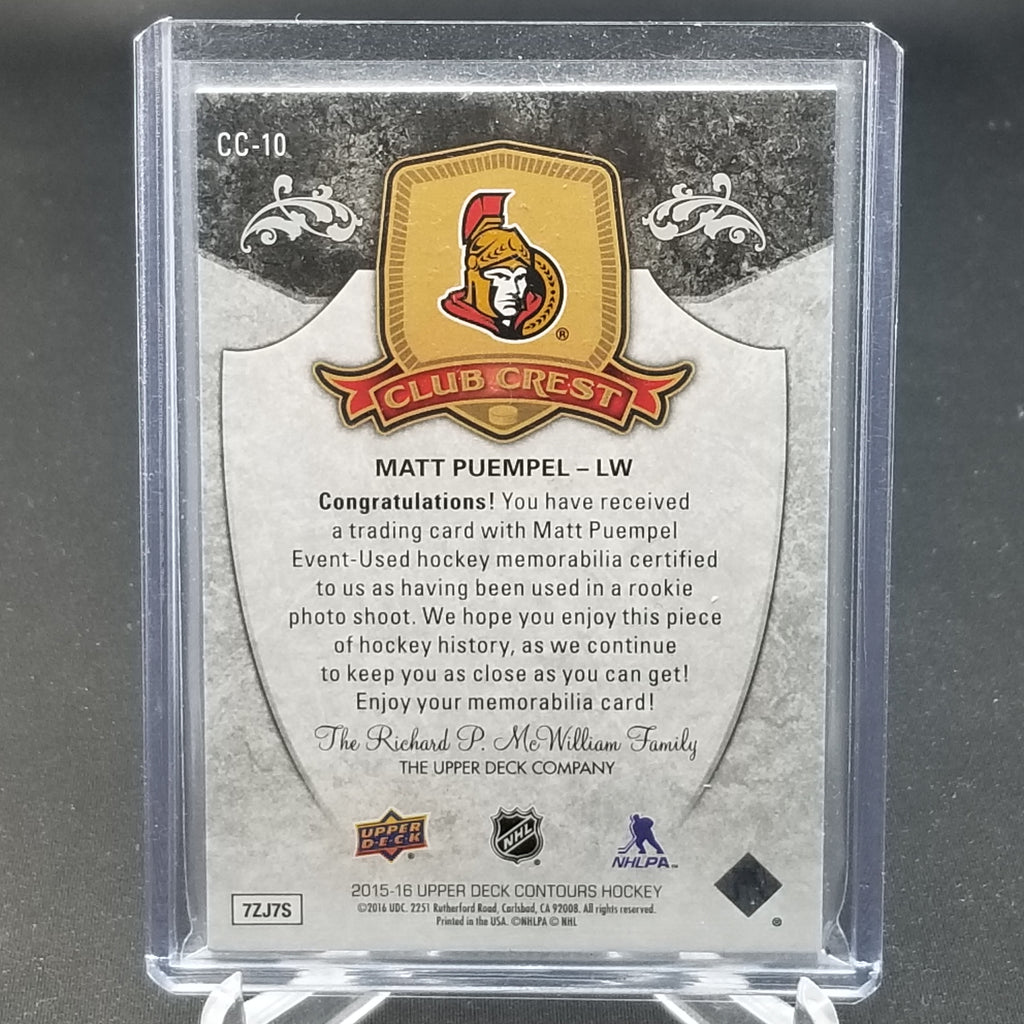 CC-10
®
CLUB CREST
MATT PUEMPEL – LW
Congratulations! You have received
a trading card with Matt Puempel
Event-Used hockey memorabilia certified
to us as having been used in a rookie
photo shoot. We hope you enjoy this piece
of hockey history, as we continue
to keep you as close as you can get!
Enjoy your memorabilia card!
The Richard P. McWilliam Family
THE UPPER DECK COMPANY
UPPER DECK ®
NHL ®
NHLPA ™
2015-16 UPPER DECK CONTOURS HOCKEY
©2016 UDC. 2251 Rutherford Road, Carlsbad, CA 92008. All rights reserved.
Printed in the USA. ©NHLPA © NHL
7ZJ7S
®